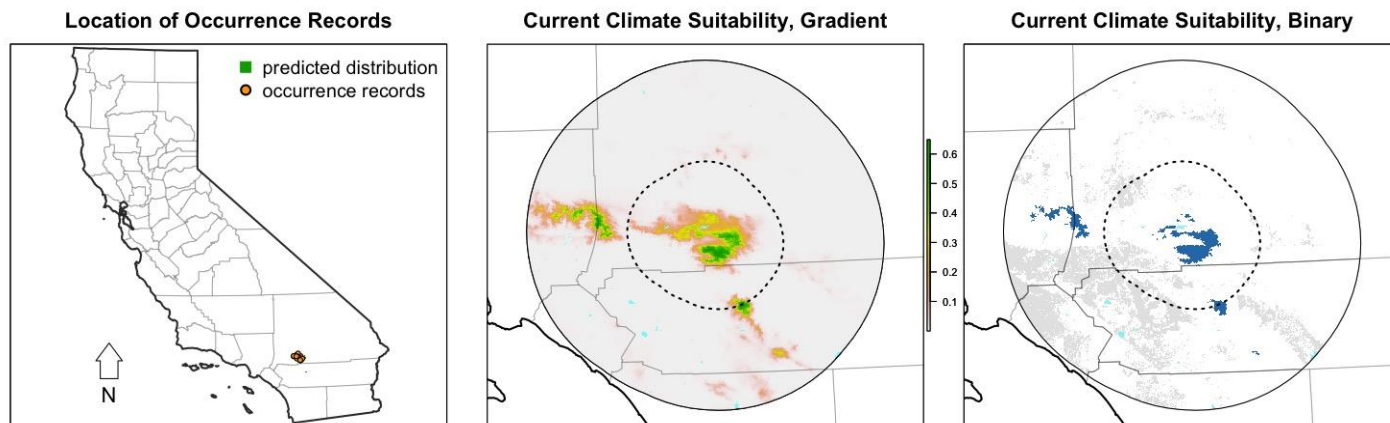 Location of Occurrence Records
predicted distribution
occurrence records
N
Current Climate Suitability, Gradient
0.6
0.5
0.4
0.3
0.2
0.1
Current Climate Suitability, Binary